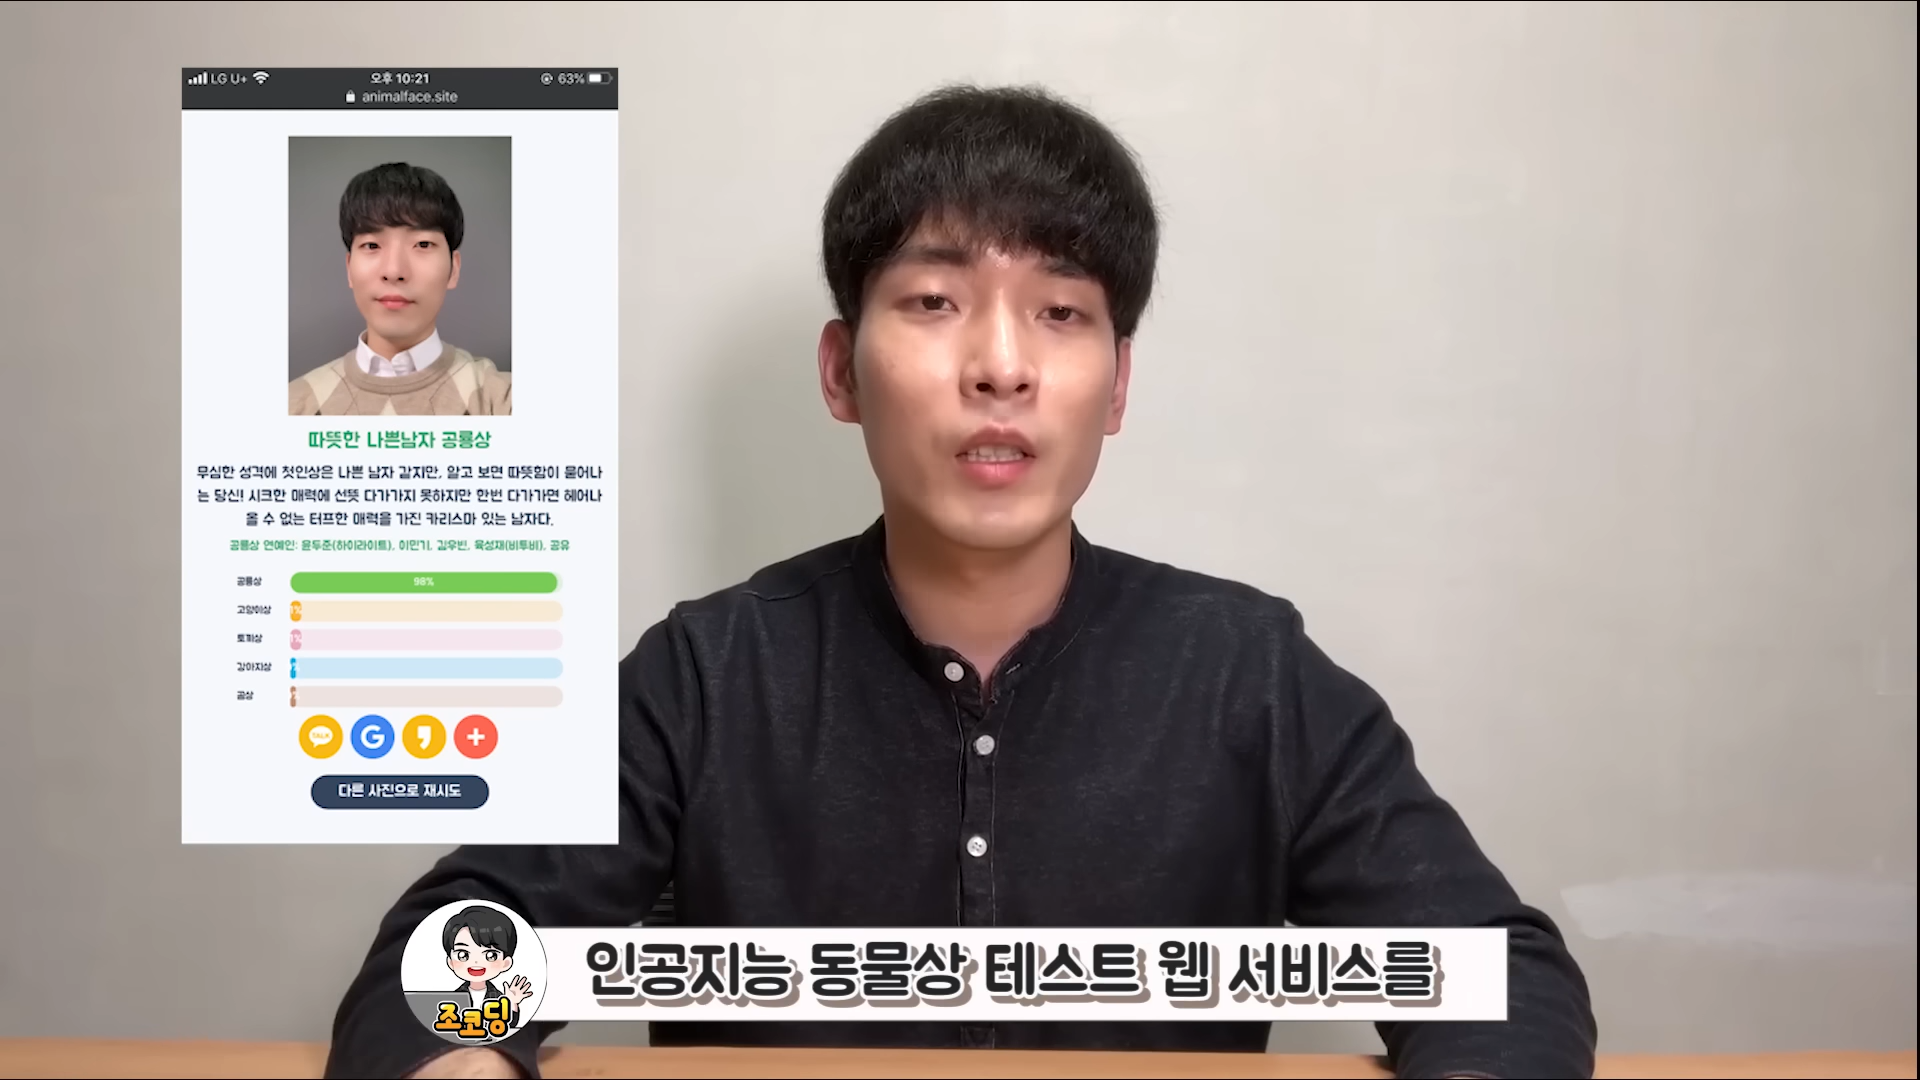 LG U+ 오후 10:21 63%
animalface.site
따뜻한 나쁜남자 공룡상
무심한 성격에 첫인상은 나쁜 남자 같지만, 알고 보면 따뜻함이 묻어나
는 당신! 시크한 매력에 선뜻 다가가지 못하지만 한번 다가가면 헤어나
올 수 없는 터프한 매력을 가진 카리스마 있는 남자다.
공룡상 연예인: 윤두준(하이라이트), 이민기, 김우빈, 육성재(비투비), 공유
공룡상 98%
고양이상 1%
토끼상 1%
강아지상
곰상
TALK G
다른 사진으로 재시도
인공지능 동물상 테스트 웹 서비스를
조코딩